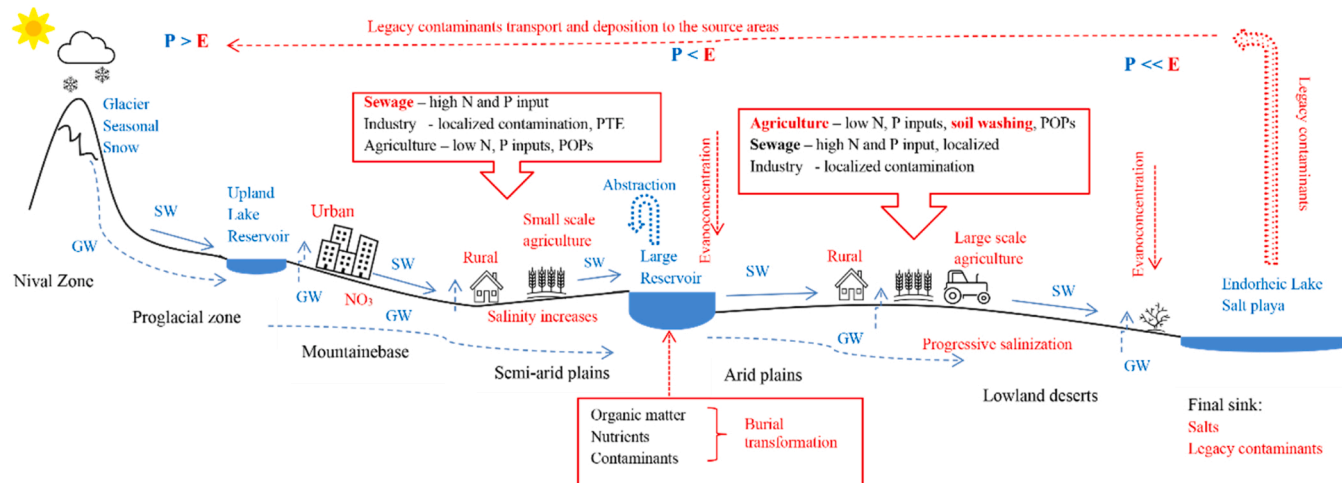 Legacy contaminants transport and deposition to the source areas
P > E
P < E
P << E
Glacier
Seasonal
Snow
Sewage – high N and P input
Industry - localized contamination, PTE
Agriculture – low N, P inputs, POPs
Agriculture – low N, P inputs, soil washing, POPs
Sewage – high N and P input, localized
Industry - localized contamination
Legacy contaminants
Evapoconcentration
Evapoconcentration
Abstraction
Upland
Lake
Reservoir
Urban
Small scale
agriculture
Large
Reservoir
Large scale
agriculture
Rural
Rural
SW
SW
SW
SW
SW
GW
GW
GW
GW
GW
NO3
Salinity increases
Endorheic Lake
Salt playa
Nival Zone
Proglacial zone
Mountainebase
Semi-arid plains
Arid plains
Progressive salinization
Lowland deserts
Organic matter
Nutrients
Contaminants
Burial
transformation
Final sink:
Salts
Legacy contaminants